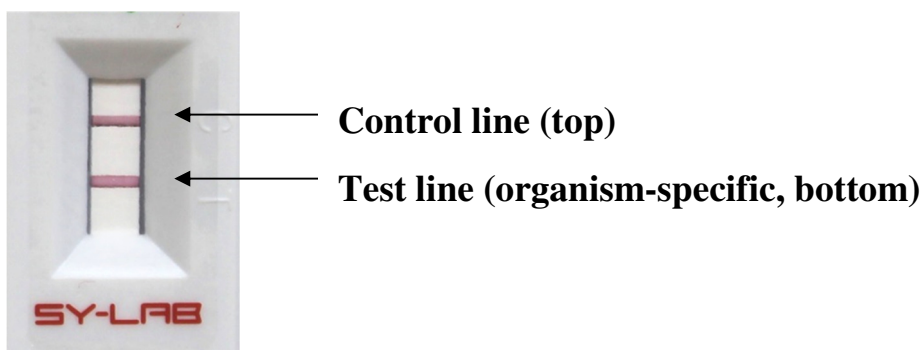 Control line (top)
Test line (organism-specific, bottom)
SY-LAB